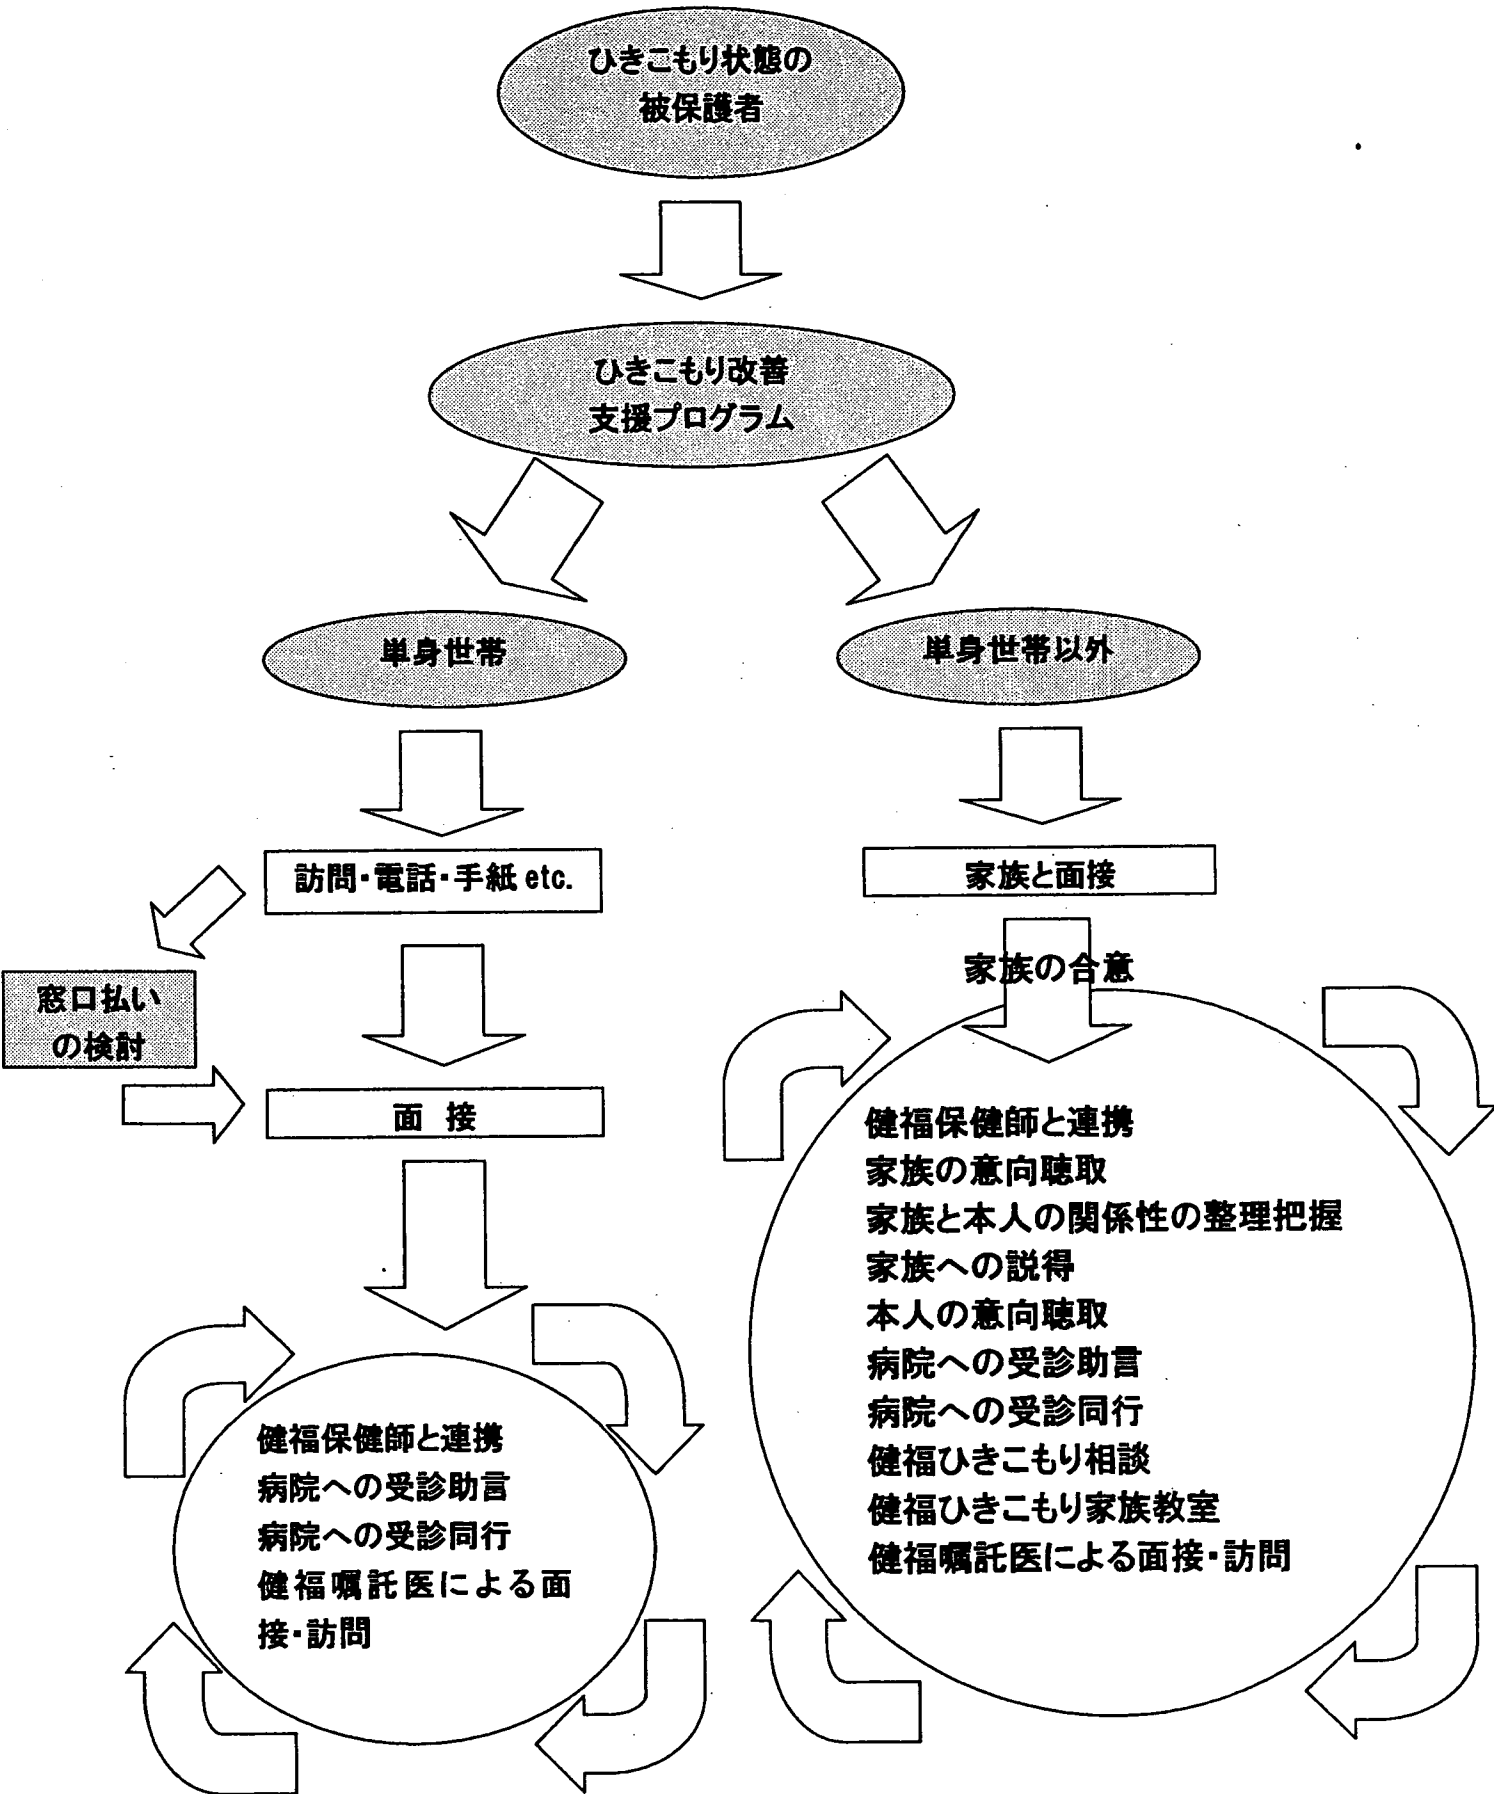 ひきこもり状態の
被保護者
ひきこもり改善
支援プログラム
単身世帯
単身世帯以外
訪問・電話・手紙 etc.
家族と面接
家族の合意
窓口払い
の検討
面 接
健福保健師と連携
病院への受診助言
病院への受診同行
健福嘱託医による面
接・訪問
健福保健師と連携
家族の意向聴取
家族と本人の関係性の整理把握
家族への説得
本人の意向聴取
病院への受診助言
病院への受診同行
健福ひきこもり相談
健福ひきこもり家族教室
健福嘱託医による面接・訪問